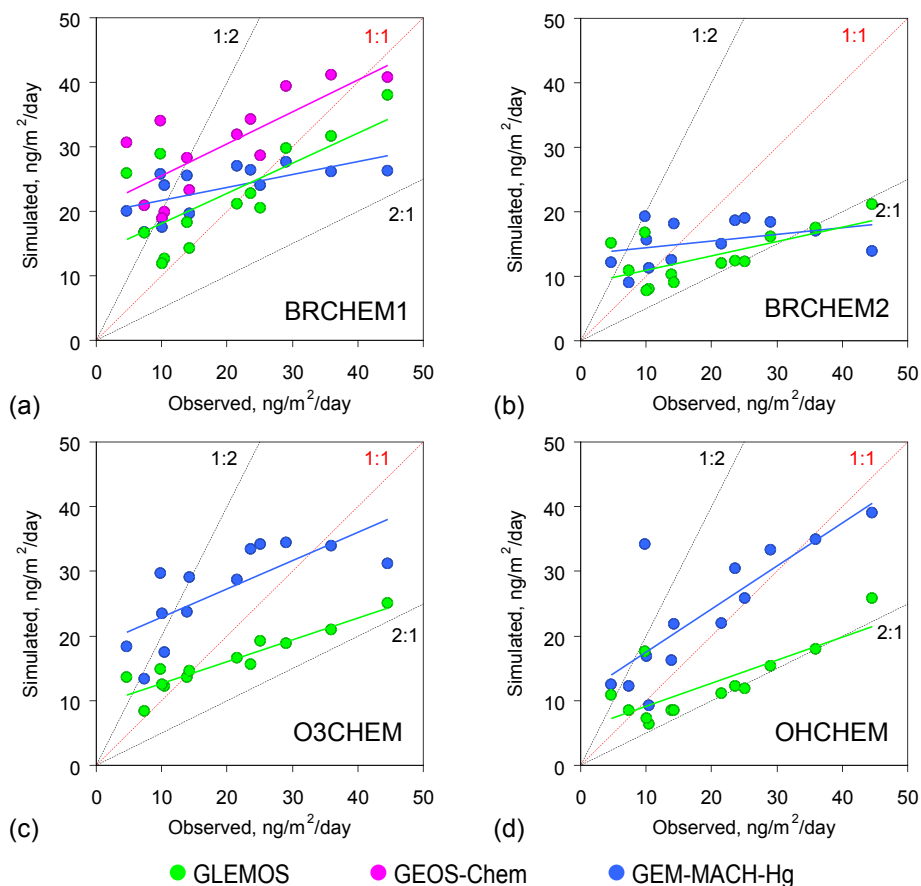 50
40
30
20
10
0
Simulated, ng/m²/day
1:2
1:1
2:1
BRCHEM1
0 10 20 30 40 50
(a)
Observed, ng/m²/day
50
40
30
20
10
0
Simulated, ng/m²/day
1:2
1:1
2:1
BRCHEM2
0 10 20 30 40 50
(b)
Observed, ng/m²/day
50
40
30
20
10
0
Simulated, ng/m²/day
1:2
1:1
2:1
O3CHEM
0 10 20 30 40 50
(c)
Observed, ng/m²/day
50
40
30
20
10
0
Simulated, ng/m²/day
1:2
1:1
2:1
OHCHEM
0 10 20 30 40 50
(d)
Observed, ng/m²/day
GLEMOS
GEOS-Chem
GEM-MACH-Hg